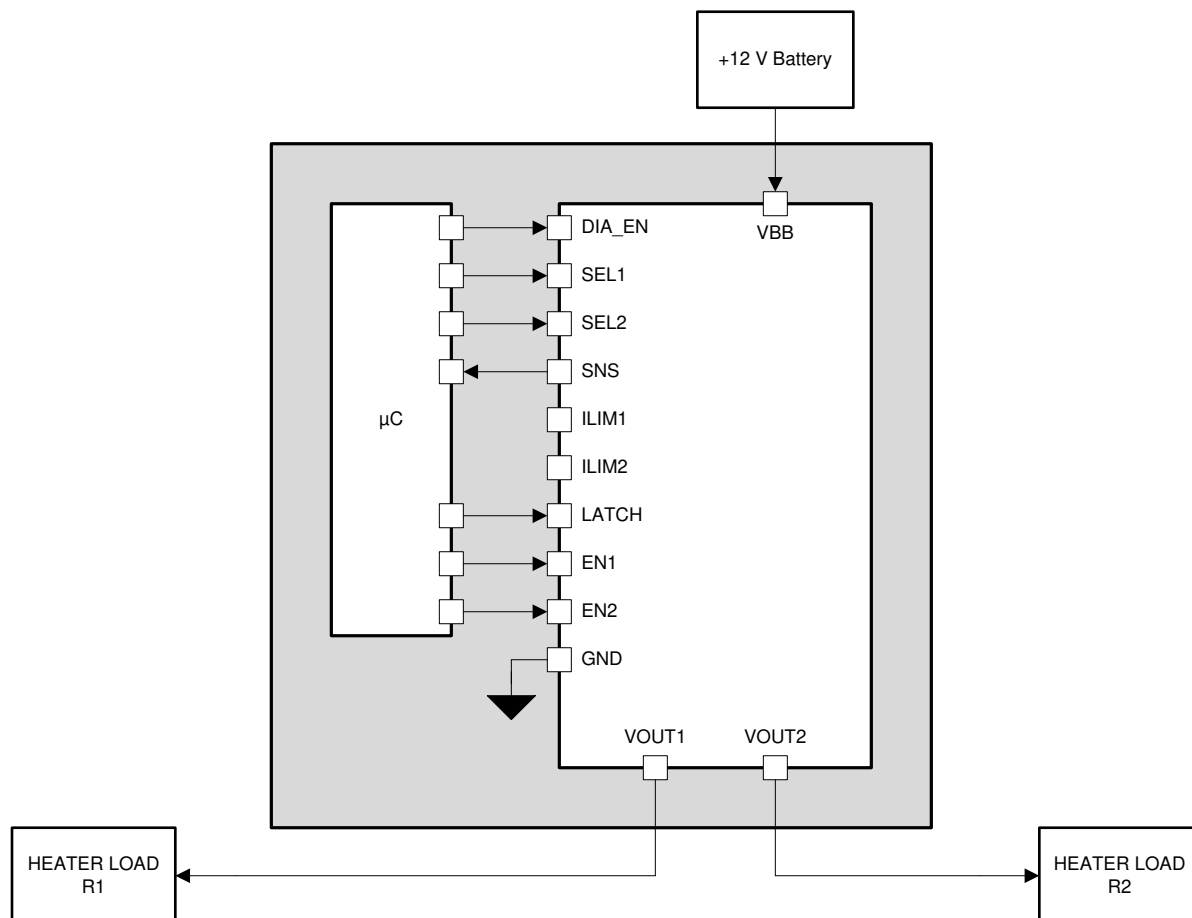 +12 V Battery
VBB
DIA_EN
SEL1
SEL2
SNS
ILIM1
ILIM2
LATCH
EN1
EN2
GND
µC
VOUT1
VOUT2
HEATER LOAD
R1
HEATER LOAD
R2